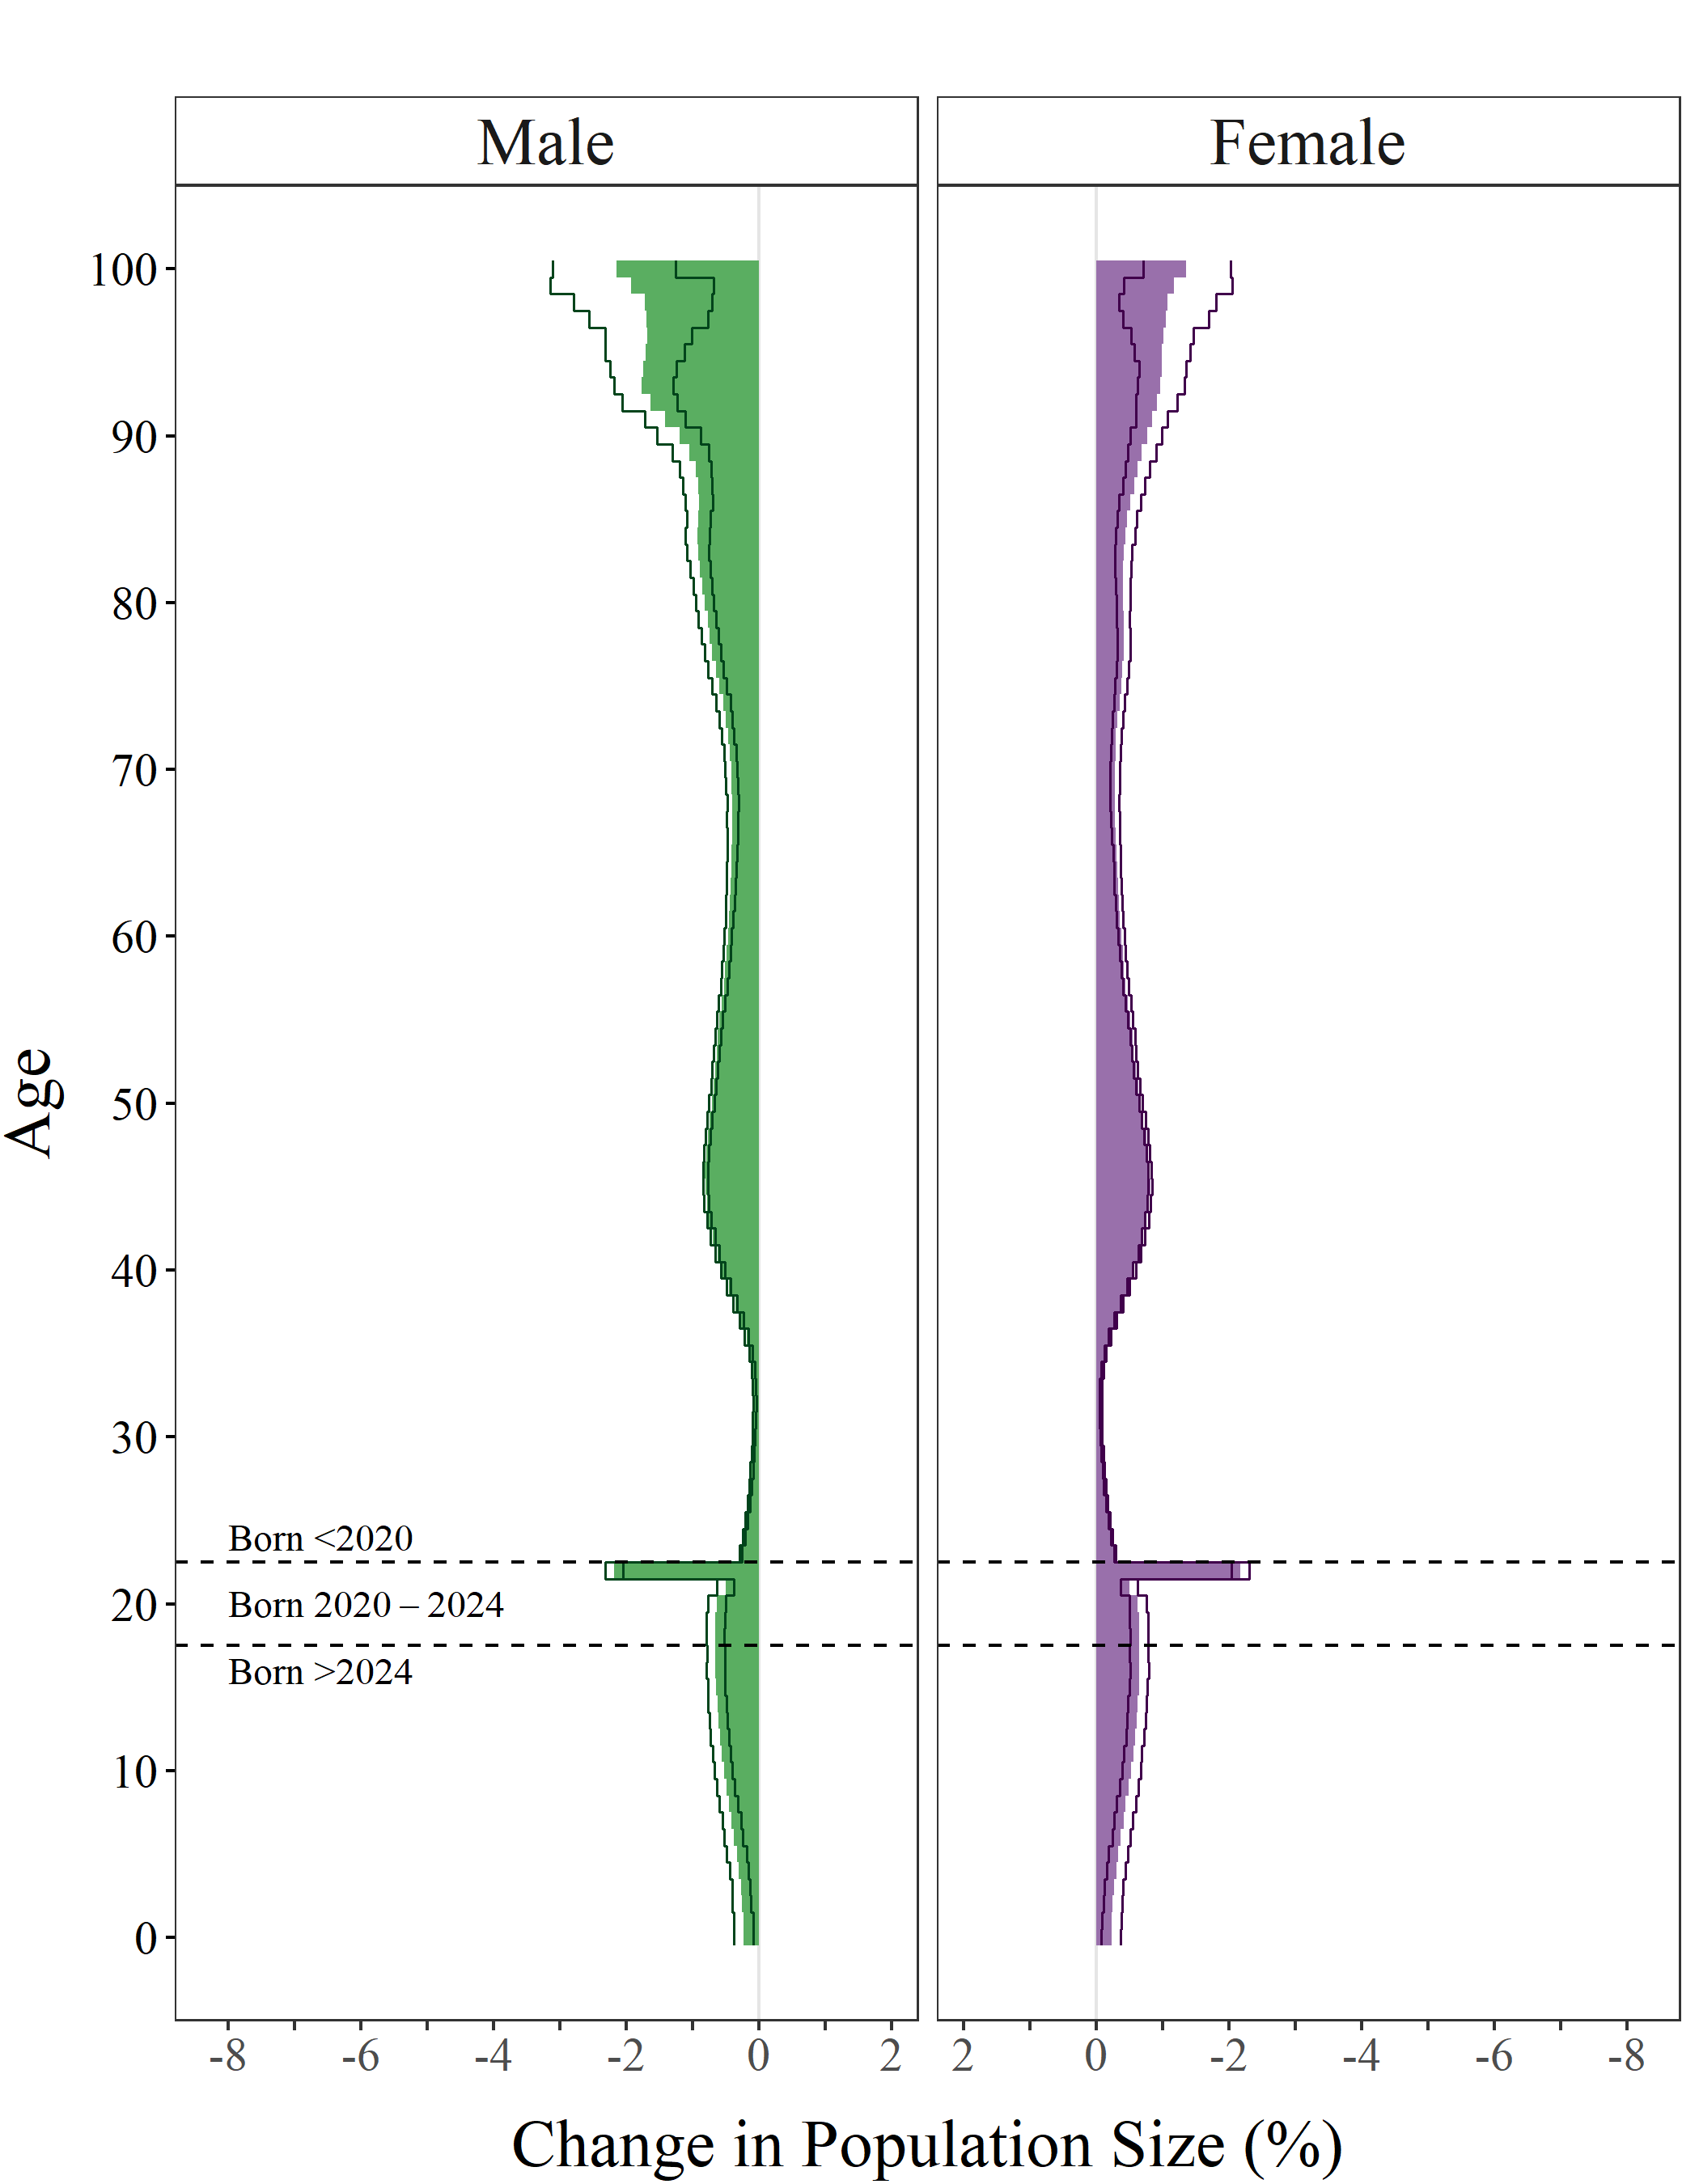 Male
Female
100
90
80
70
60
50
40
30
20
10
0
Age
Born <2020
Born 2020 – 2024
Born >2024
-8 -6 -4 -2 0 2
2 0 -2 -4 -6 -8
Change in Population Size (%)